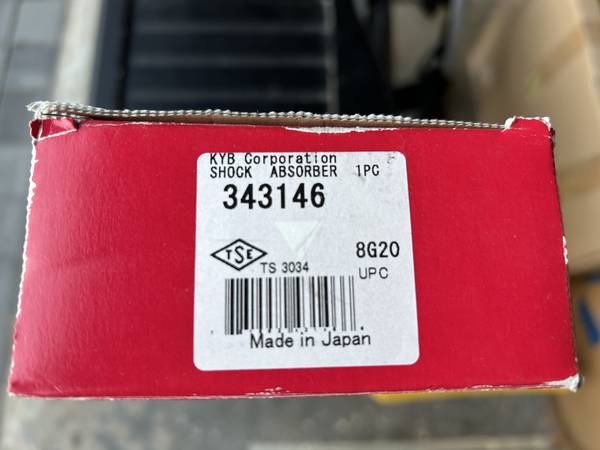 KYB Corporation F
SHOCK ABSORBER 1PC
343146
TSE
8G20
TS 3034
UPC
Made in Japan